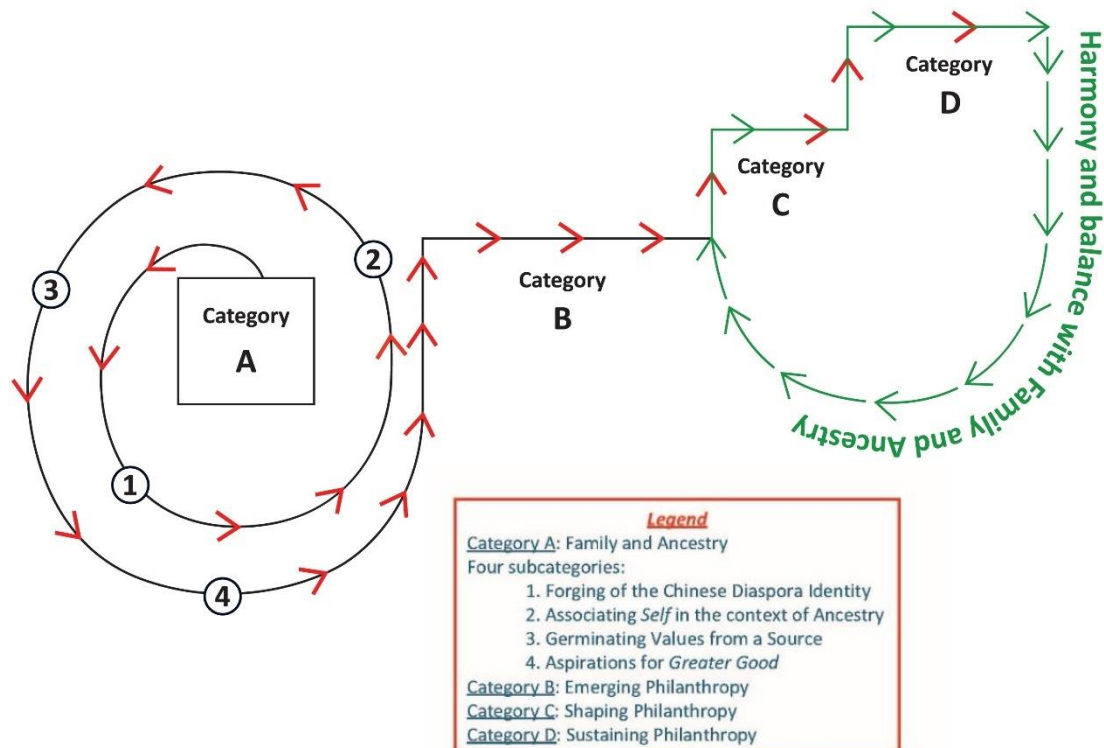 Category
A
1
2
3
4
Category
B
Category
C
Category
D
Harmony and balance with Family and Ancestry
Legend
Category A: Family and Ancestry
Four subcategories:
1. Forging of the Chinese Diaspora Identity
2. Associating Self in the context of Ancestry
3. Germinating Values from a Source
4. Aspirations for Greater Good
Category B: Emerging Philanthropy
Category C: Shaping Philanthropy
Category D: Sustaining Philanthropy